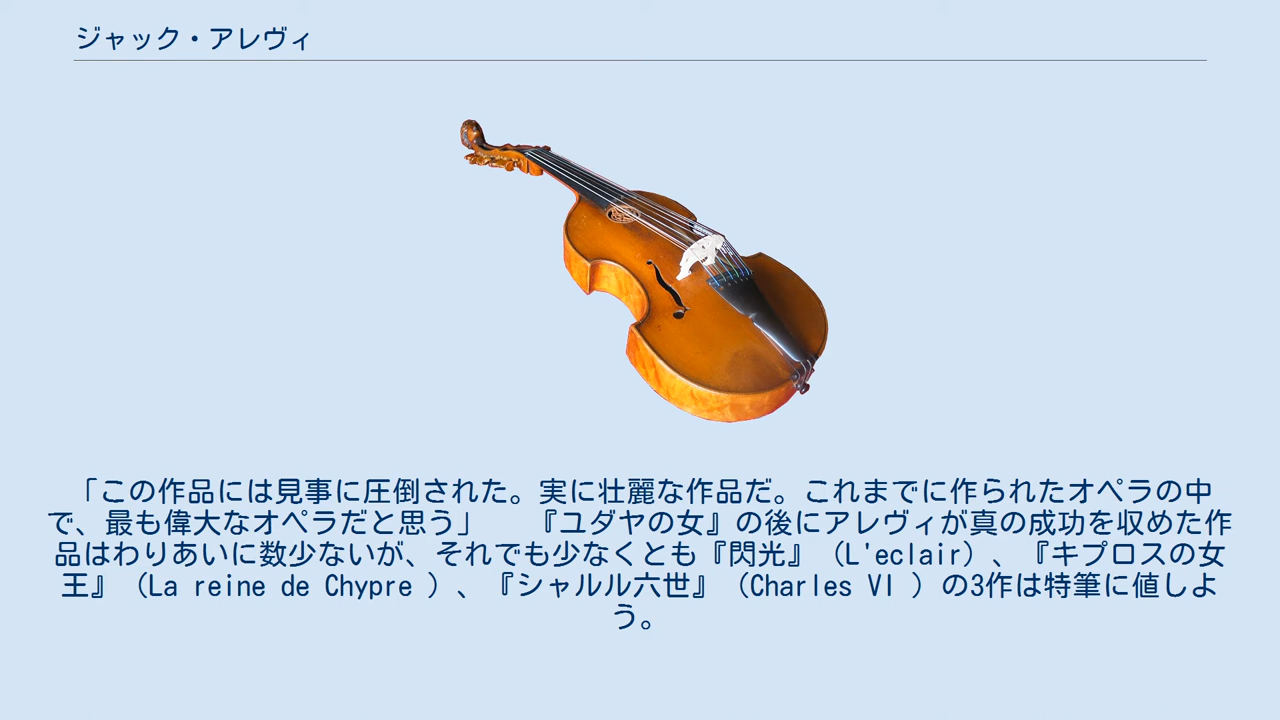 ジャック・アレヴィ
「この作品には見事に圧倒された。実に壮麗な作品だ。これまでに作られたオペラの中
で、最も偉大なオペラだと思う」　　『ユダヤの女』の後にアレヴィが真の成功を収めた作
品はわりあいに数少ないが、それでも少なくとも『閃光』（L'eclair）、『キプロスの女
王』（La reine de Chypre ）、『シャルル六世』（Charles VI ）の3作は特筆に値しよ
う。